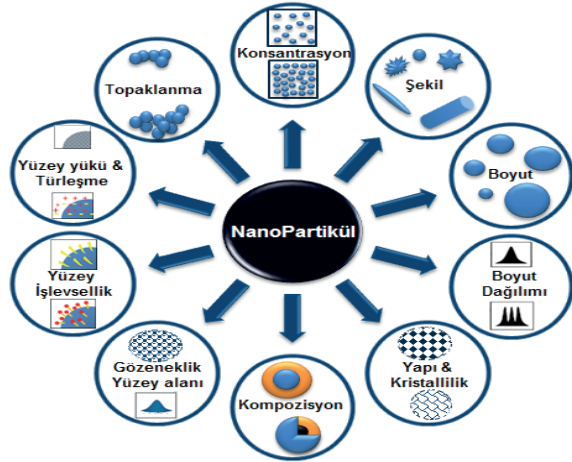 Konsantrasyon
Şekil
Boyut
Boyut
Dağılımı
Yapı &
Kristallilik
Kompozisyon
Gözeneklik
Yüzey alanı
Yüzey
İşlevsellik
Yüzey yükü &
Türleşme
Topaklanma
NanoPartikül